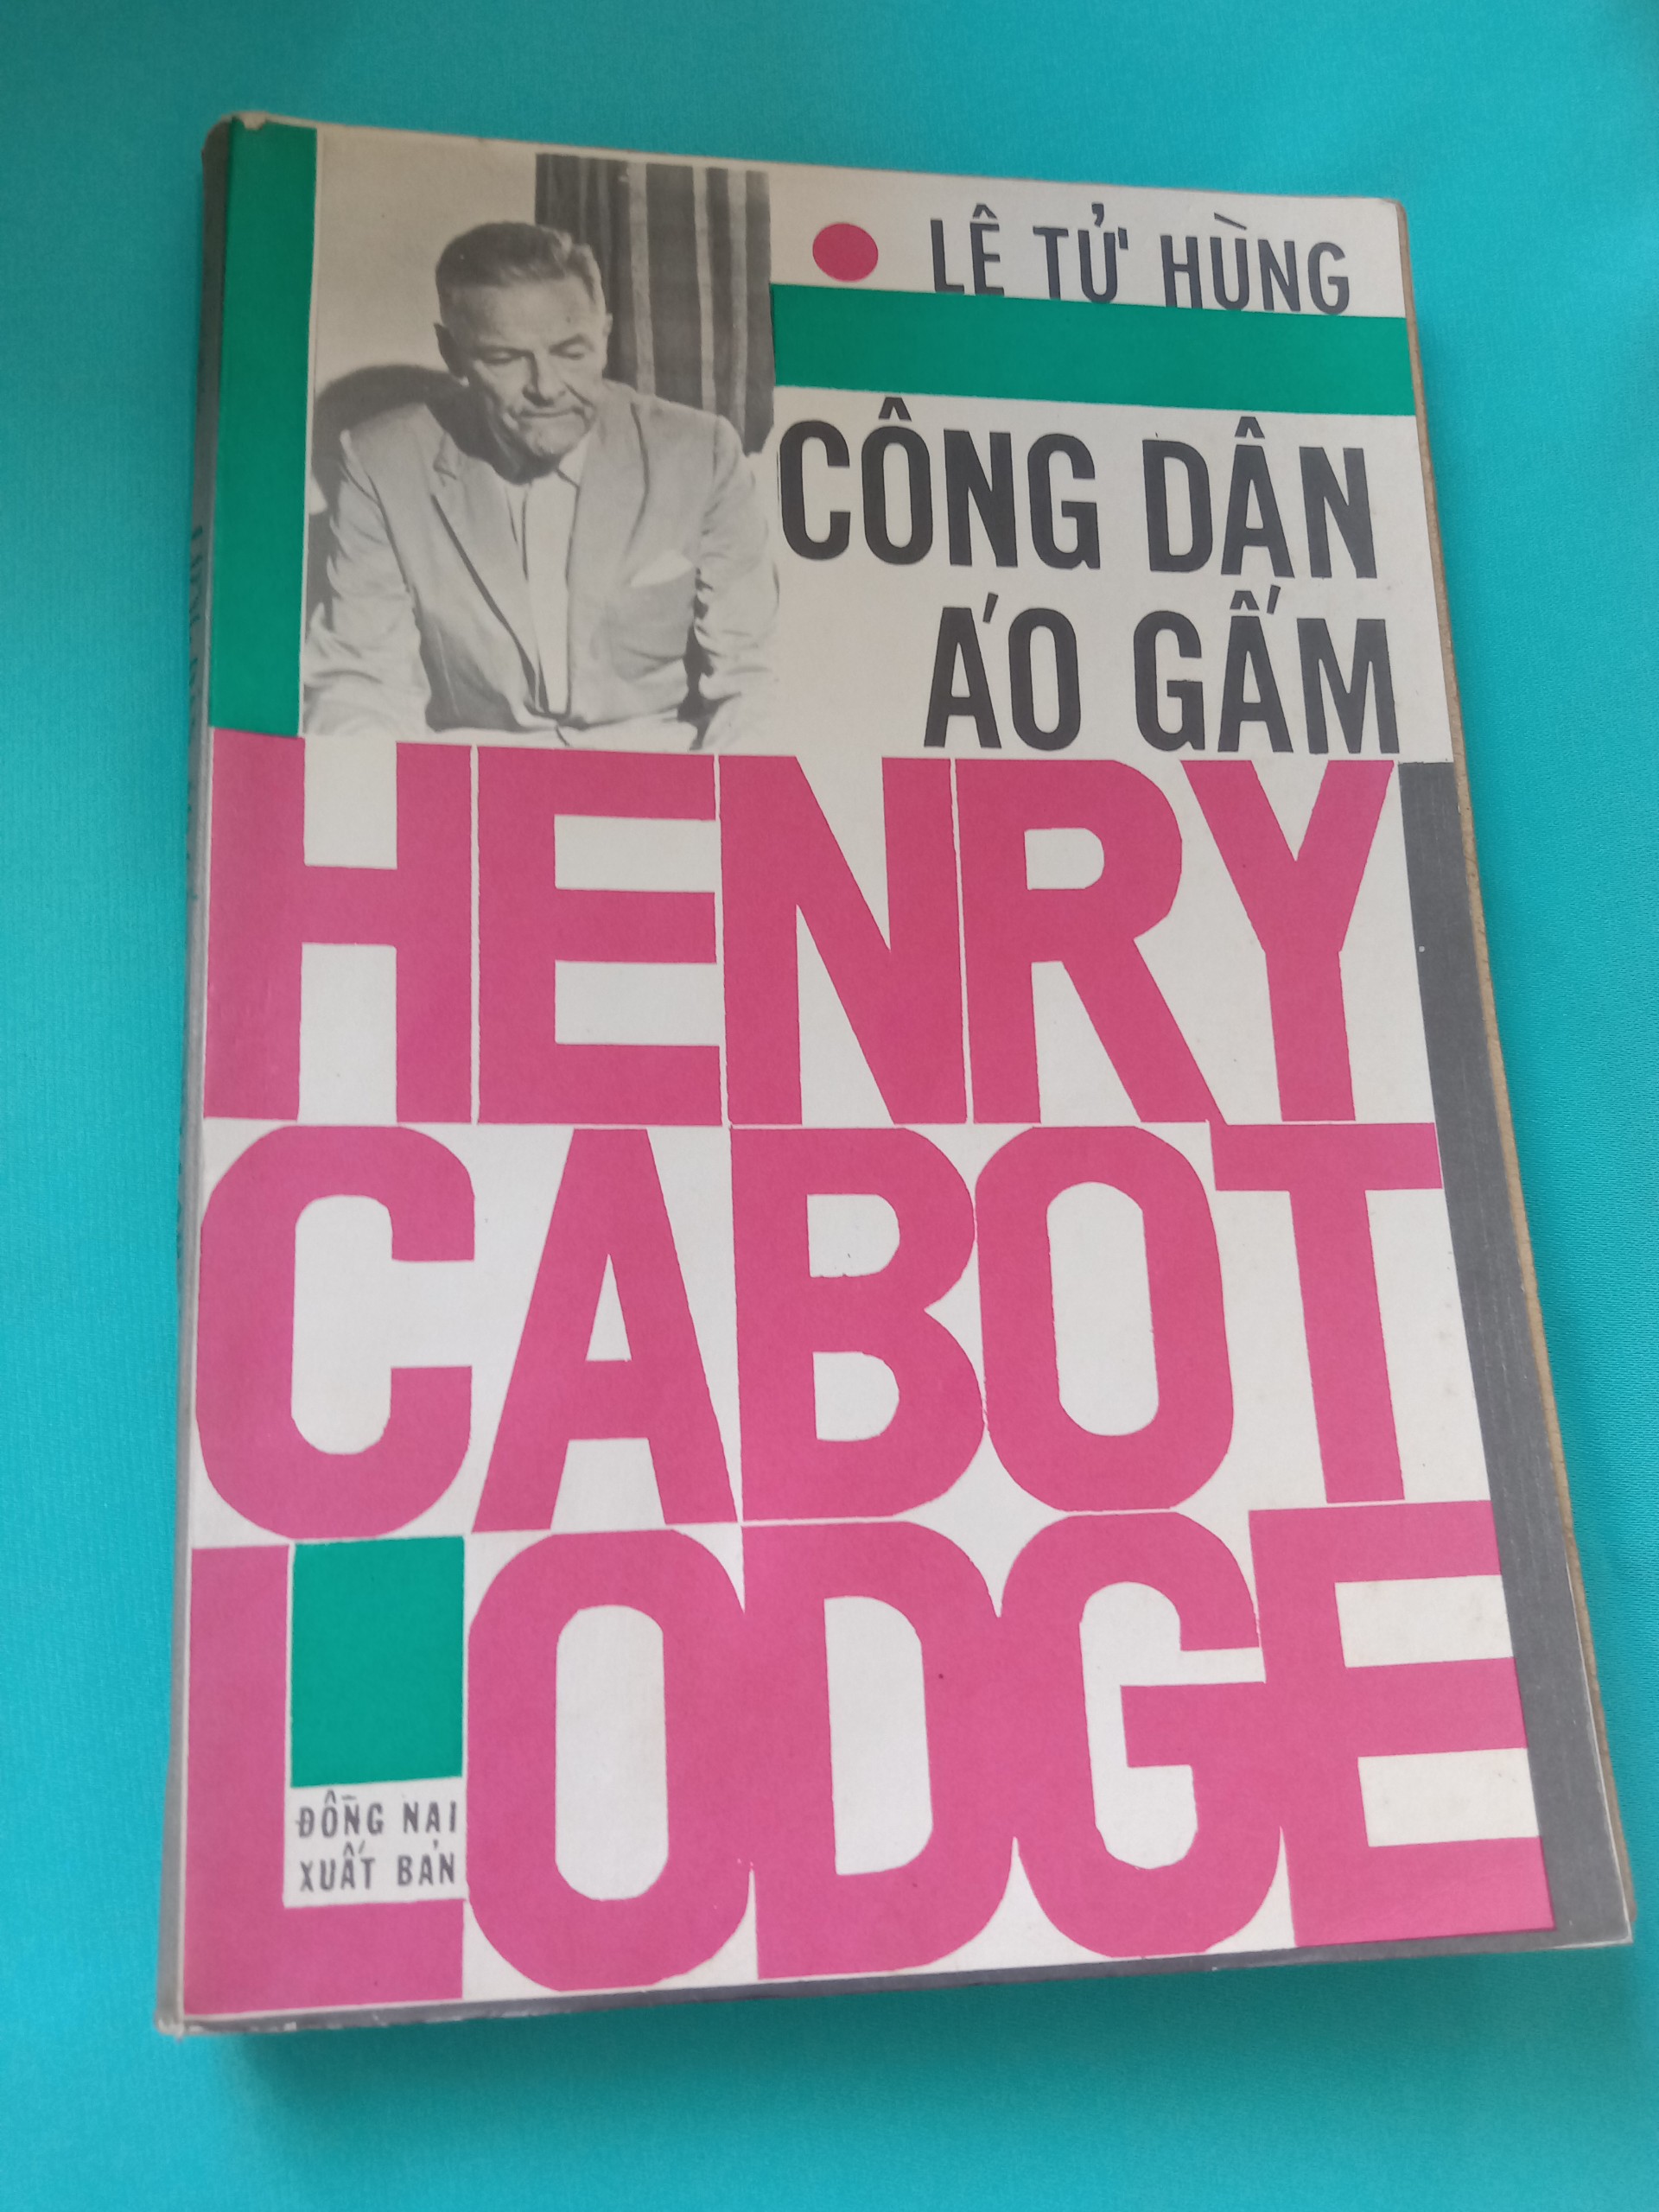 LÊ TỬ HÙNG
CÔNG DÂN
ÁO GẤM
HENRY
CABOT
LODGE
ĐỒNG NAI
XUẤT BẢN